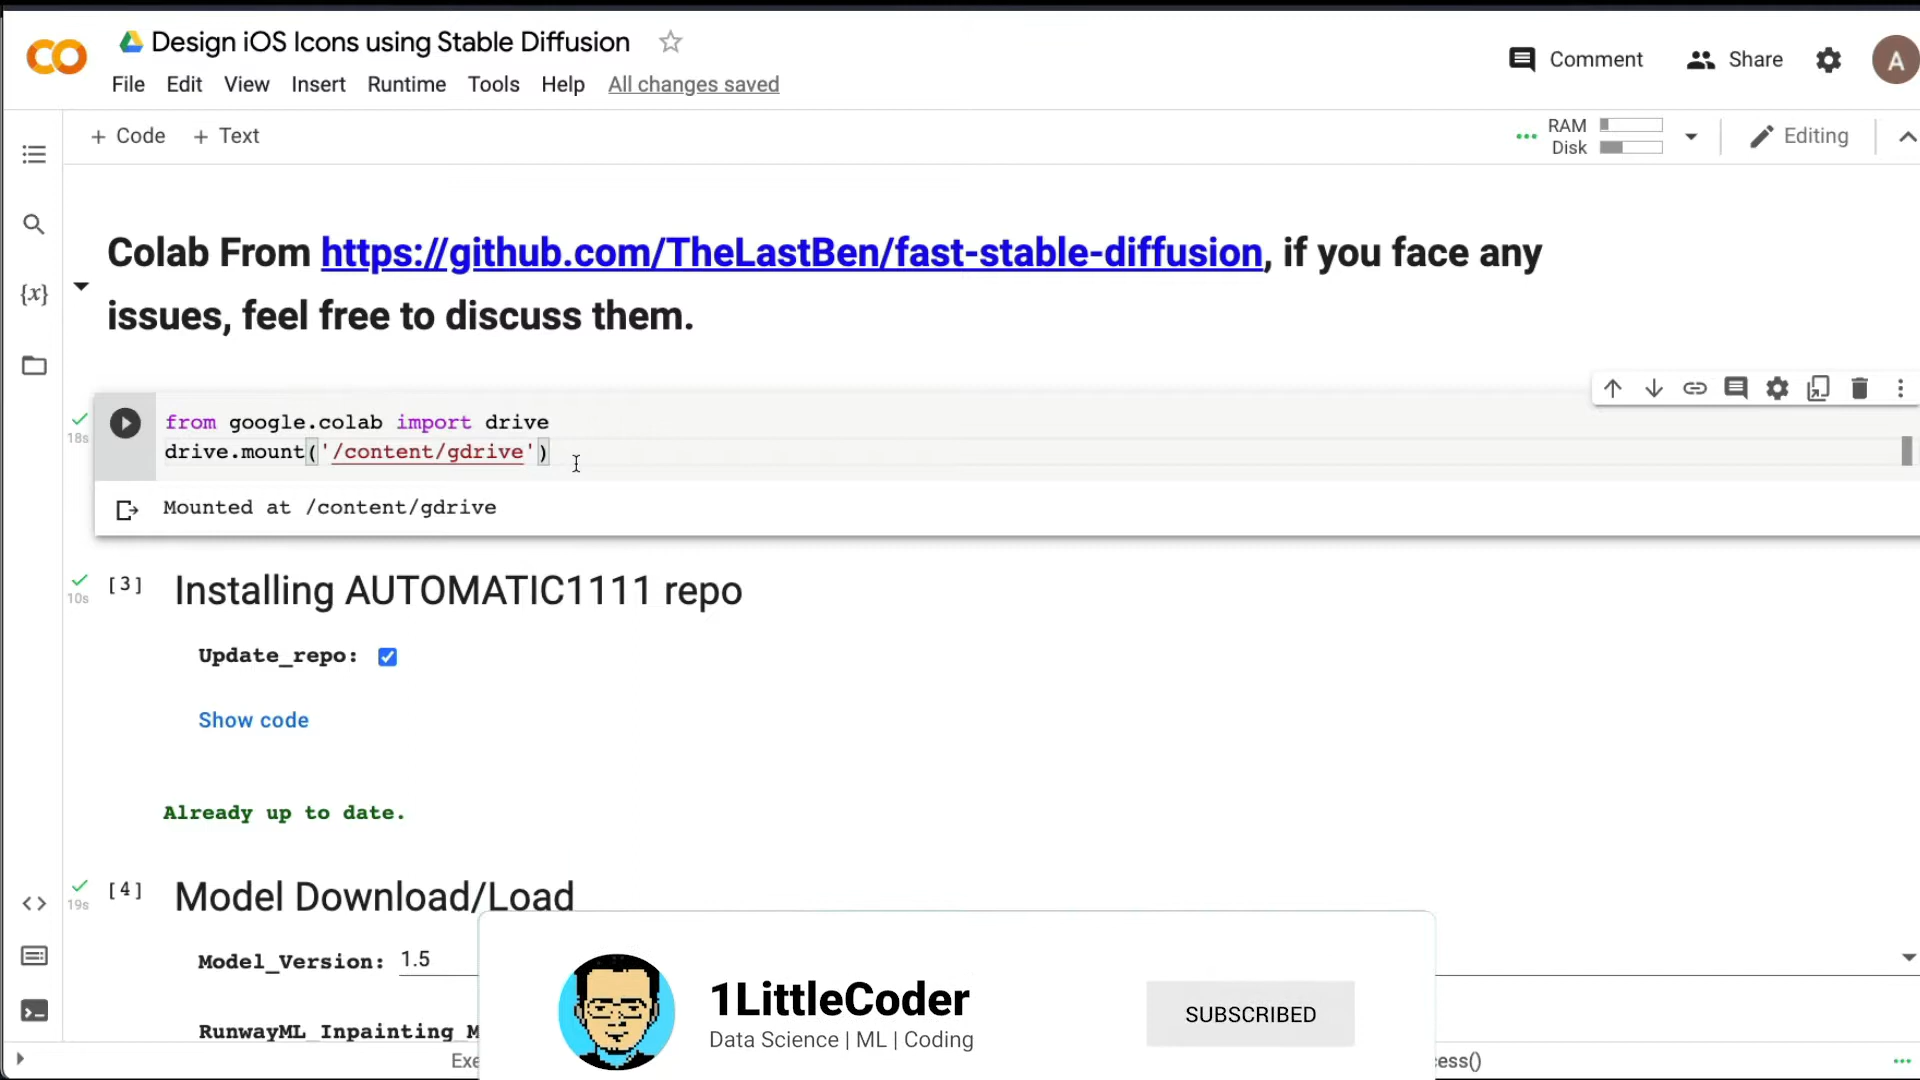 Design iOS Icons using Stable Diffusion
File Edit View Insert Runtime Tools Help All changes saved
Comment Share A
+ Code + Text
RAM
Disk
Editing
Colab From https://github.com/TheLastBen/fast-stable-diffusion, if you face any
issues, feel free to discuss them.
18s
from google.colab import drive
drive.mount('/content/gdrive')
Mounted at /content/gdrive
10s
[3] Installing AUTOMATIC1111 repo
Update_repo:
Show code
Already up to date.
19s
[4] Model Download/Load
Model_Version: 1.5
RunwayML_Inpainting_M
Exe
cess()
1LittleCoder
Data Science | ML | Coding
SUBSCRIBED